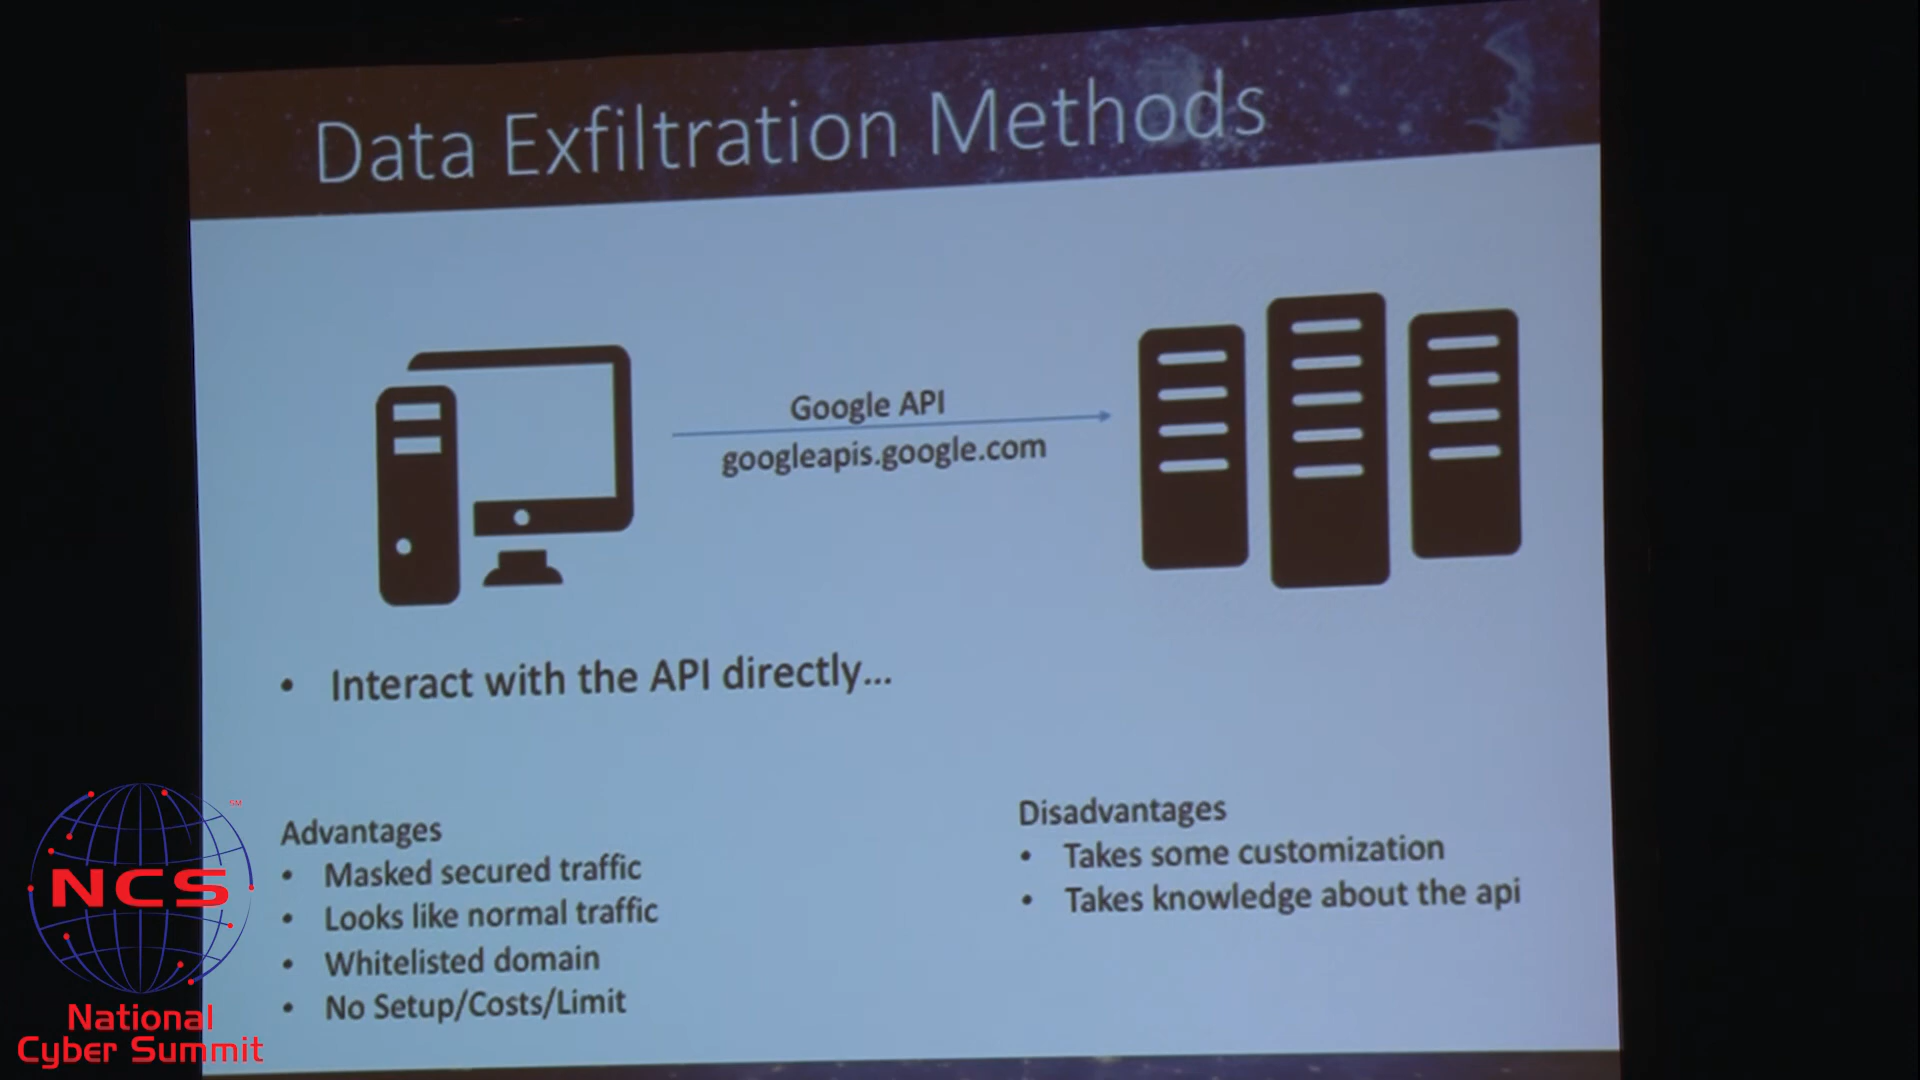 Data Exfiltration Methods
Google API
googleapis.google.com
• Interact with the API directly...
Advantages
• Masked secured traffic
• Looks like normal traffic
• Whitelisted domain
• No Setup/Costs/Limit
Disadvantages
• Takes some customization
• Takes knowledge about the api
SM
NCS
National
Cyber Summit